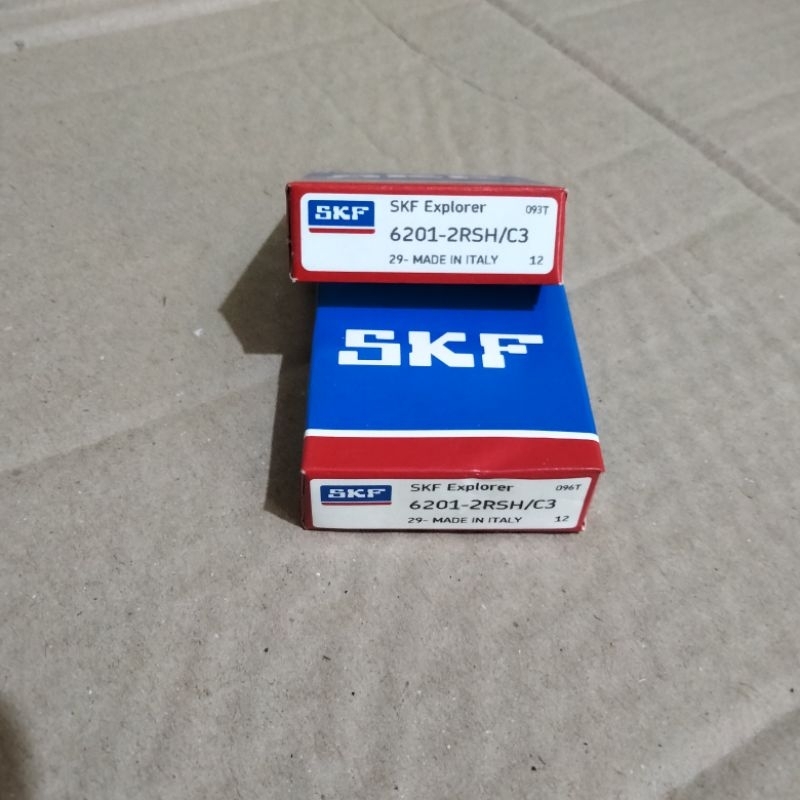 SKF
SKF Explorer 093T
6201-2RSH/C3
29- MADE IN ITALY 12
SKF
SKF
SKF Explorer 096T
6201-2RSH/C3
29- MADE IN ITALY 12